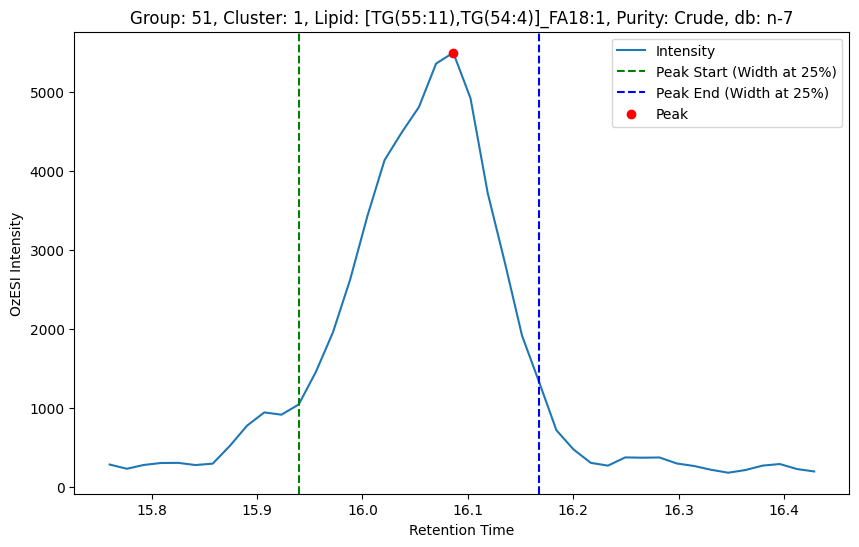 Group: 51, Cluster: 1, Lipid: [TG(55:11),TG(54:4)]_FA18:1, Purity: Crude, db: n-7
Intensity
Peak Start (Width at 25%)
Peak End (Width at 25%)
Peak
OzESI Intensity
5000
4000
3000
2000
1000
0
15.8 15.9 16.0 16.1 16.2 16.3 16.4
Retention Time